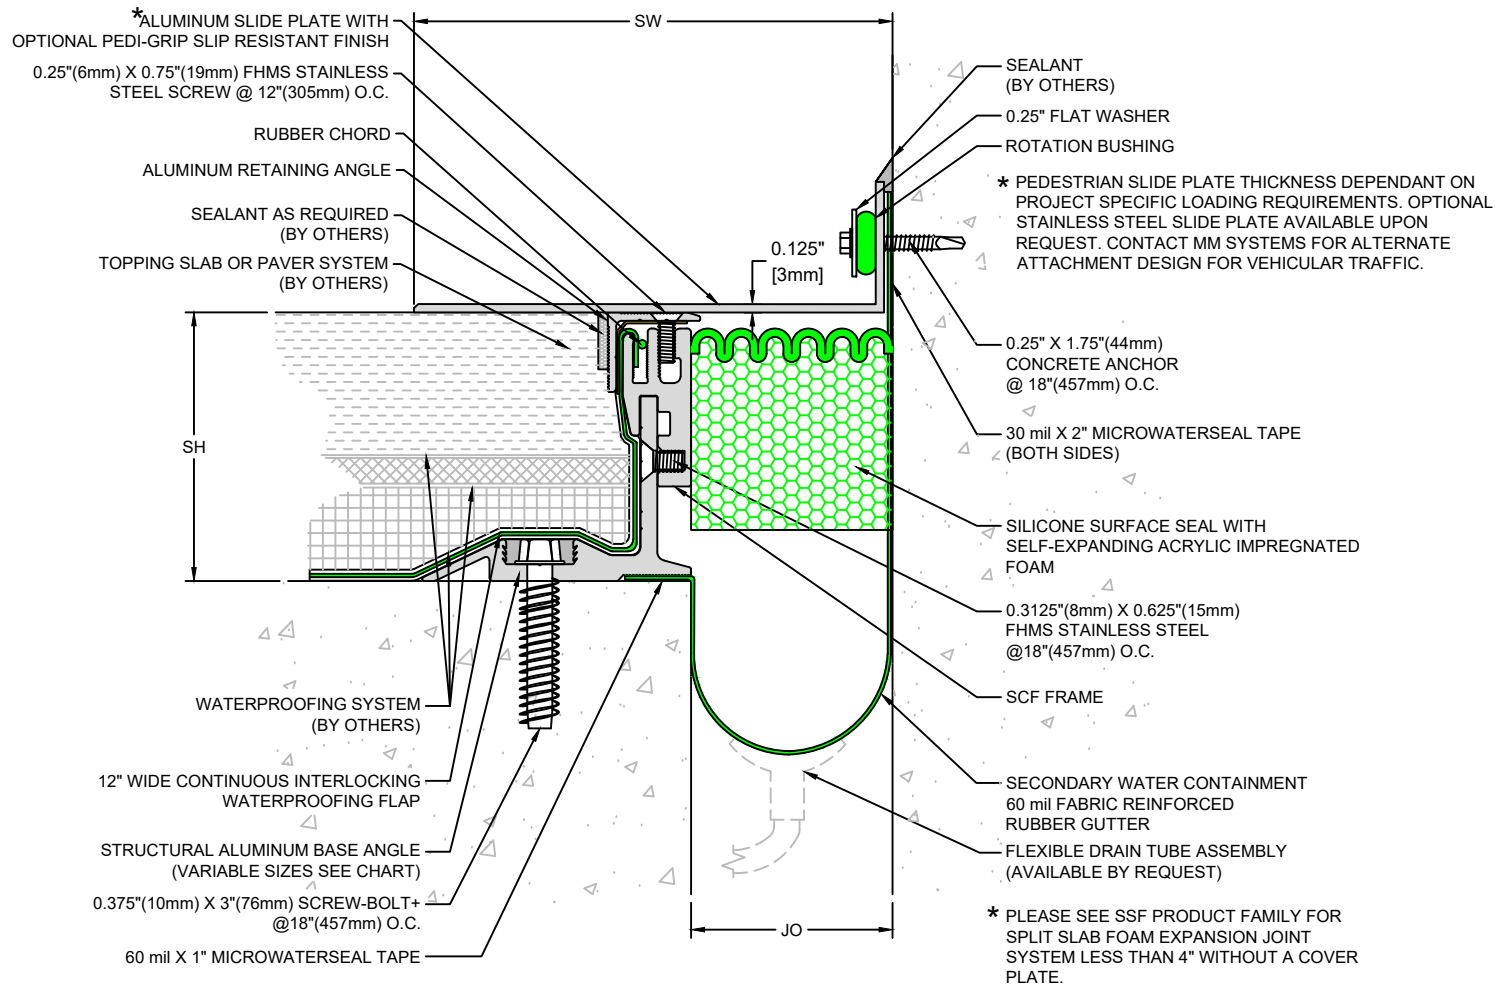 *ALUMINUM SLIDE PLATE WITH
OPTIONAL PEDI-GRIP SLIP RESISTANT FINISH
0.25"(6mm) X 0.75"(19mm) FHMS STAINLESS
STEEL SCREW @ 12"(305mm) O.C.
RUBBER CHORD
ALUMINUM RETAINING ANGLE
SEALANT AS REQUIRED
(BY OTHERS)
TOPPING SLAB OR PAVER SYSTEM
(BY OTHERS)
SH
WATERPROOFING SYSTEM
(BY OTHERS)
12" WIDE CONTINUOUS INTERLOCKING
WATERPROOFING FLAP
STRUCTURAL ALUMINUM BASE ANGLE
(VARIABLE SIZES SEE CHART)
0.375"(10mm) X 3"(76mm) SCREW-BOLT+
@18"(457mm) O.C.
60 mil X 1" MICROWATERSEAL TAPE
SW
0.125"
[3mm]
JO
SEALANT
(BY OTHERS)
0.25" FLAT WASHER
ROTATION BUSHING
* PEDESTRIAN SLIDE PLATE THICKNESS DEPENDANT ON
PROJECT SPECIFIC LOADING REQUIREMENTS. OPTIONAL
STAINLESS STEEL SLIDE PLATE AVAILABLE UPON
REQUEST. CONTACT MM SYSTEMS FOR ALTERNATE
ATTACHMENT DESIGN FOR VEHICULAR TRAFFIC.
0.25" X 1.75"(44mm)
CONCRETE ANCHOR
@ 18"(457mm) O.C.
30 mil X 2" MICROWATERSEAL TAPE
(BOTH SIDES)
SILICONE SURFACE SEAL WITH
SELF-EXPANDING ACRYLIC IMPREGNATED
FOAM
0.3125"(8mm) X 0.625"(15mm)
FHMS STAINLESS STEEL
@18"(457mm) O.C.
SCF FRAME
SECONDARY WATER CONTAINMENT
60 mil FABRIC REINFORCED
RUBBER GUTTER
FLEXIBLE DRAIN TUBE ASSEMBLY
(AVAILABLE BY REQUEST)
* PLEASE SEE SSF PRODUCT FAMILY FOR
SPLIT SLAB FOAM EXPANSION JOINT
SYSTEM LESS THAN 4" WITHOUT A COVER
PLATE.